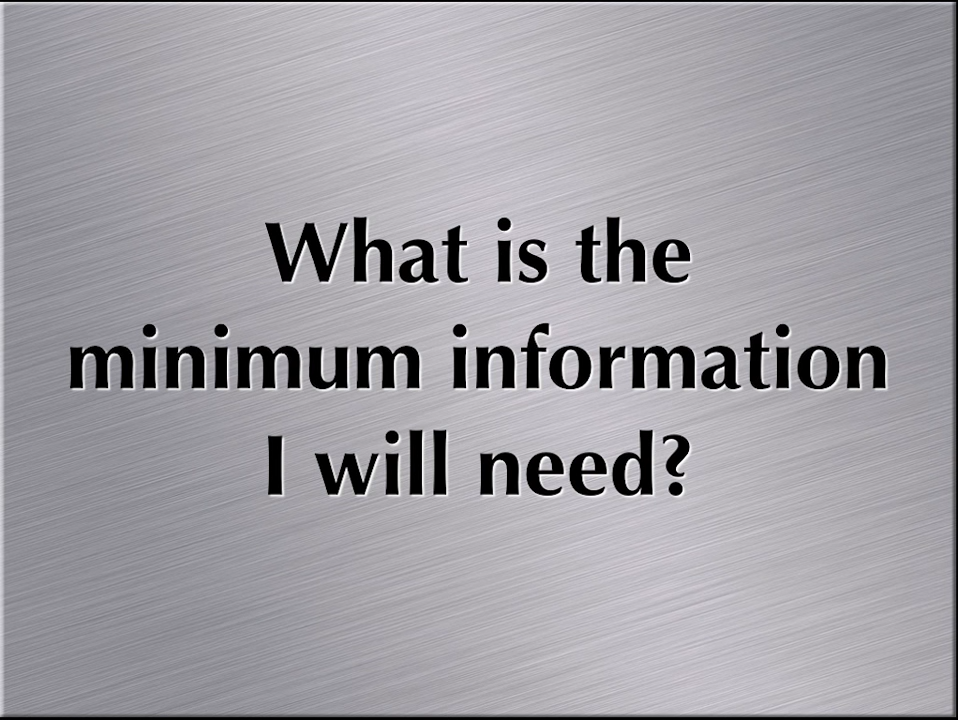 What is the
minimum information
I will need?